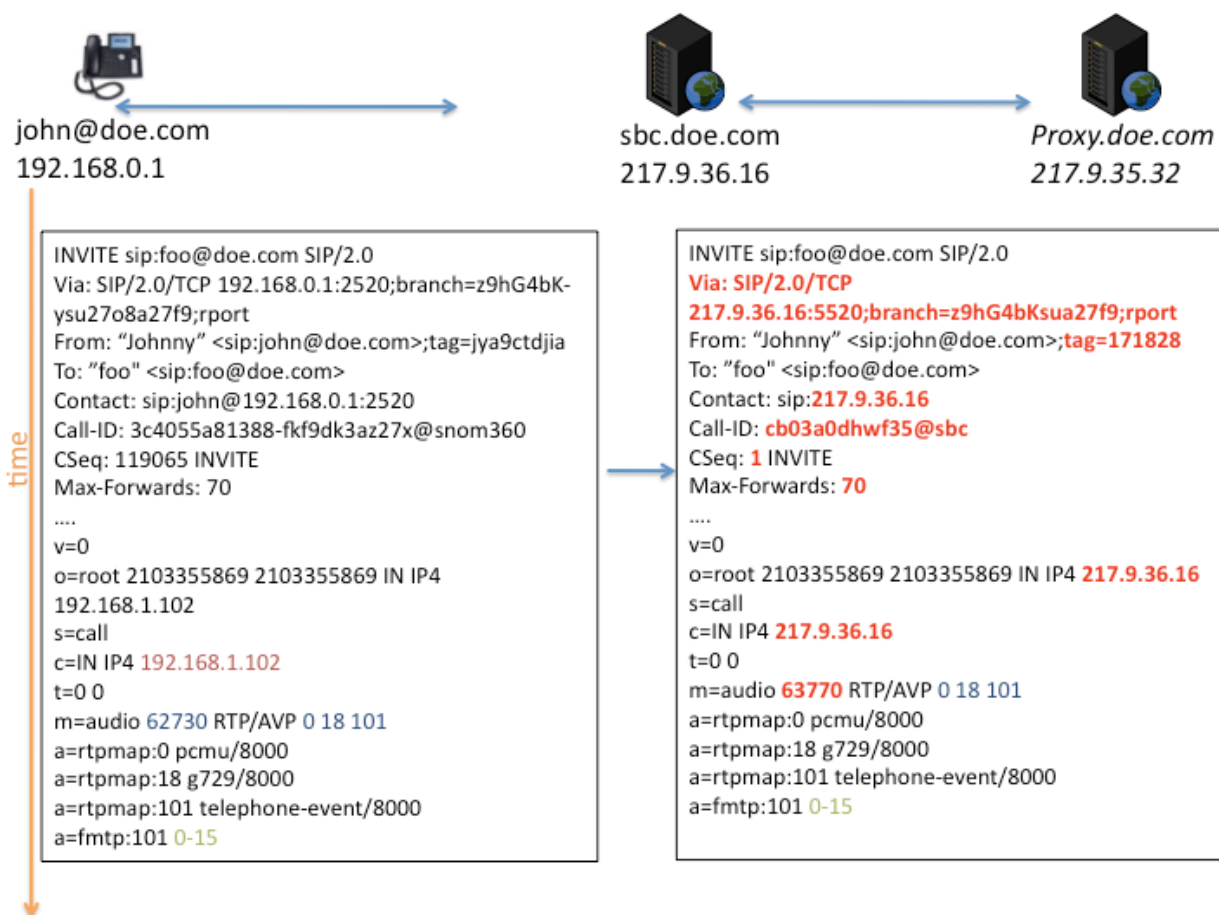 john@doe.com
192.168.0.1
sbc.doe.com
217.9.36.16
Proxy.doe.com
217.9.35.32
time
INVITE sip:foo@doe.com SIP/2.0
Via: SIP/2.0/TCP 192.168.0.1:2520;branch=z9hG4bK-
ysu27o8a27f9;rport
From: “Johnny” <sip:john@doe.com>;tag=jya9ctdjia
To: ”foo" <sip:foo@doe.com>
Contact: sip:john@192.168.0.1:2520
Call-ID: 3c4055a81388-fkf9dk3az27x@snom360
CSeq: 119065 INVITE
Max-Forwards: 70
....
v=0
o=root 2103355869 2103355869 IN IP4
192.168.1.102
s=call
c=IN IP4 192.168.1.102
t=0 0
m=audio 62730 RTP/AVP 0 18 101
a=rtpmap:0 pcmu/8000
a=rtpmap:18 g729/8000
a=rtpmap:101 telephone-event/8000
a=fmtp:101 0-15
INVITE sip:foo@doe.com SIP/2.0
Via: SIP/2.0/TCP
217.9.36.16:5520;branch=z9hG4bKsua27f9;rport
From: “Johnny” <sip:john@doe.com>;tag=171828
To: ”foo" <sip:foo@doe.com>
Contact: sip:217.9.36.16
Call-ID: cb03a0dhwf35@sbc
CSeq: 1 INVITE
Max-Forwards: 70
....
v=0
o=root 2103355869 2103355869 IN IP4 217.9.36.16
s=call
c=IN IP4 217.9.36.16
t=0 0
m=audio 63770 RTP/AVP 0 18 101
a=rtpmap:0 pcmu/8000
a=rtpmap:18 g729/8000
a=rtpmap:101 telephone-event/8000
a=fmtp:101 0-15